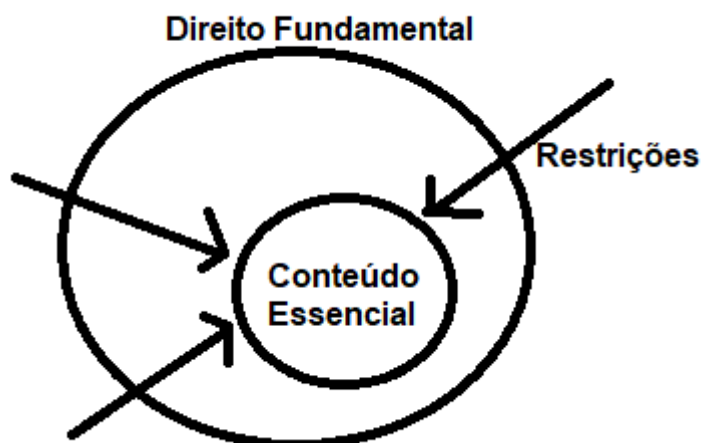 Direito Fundamental
Restrições
Conteúdo
Essencial